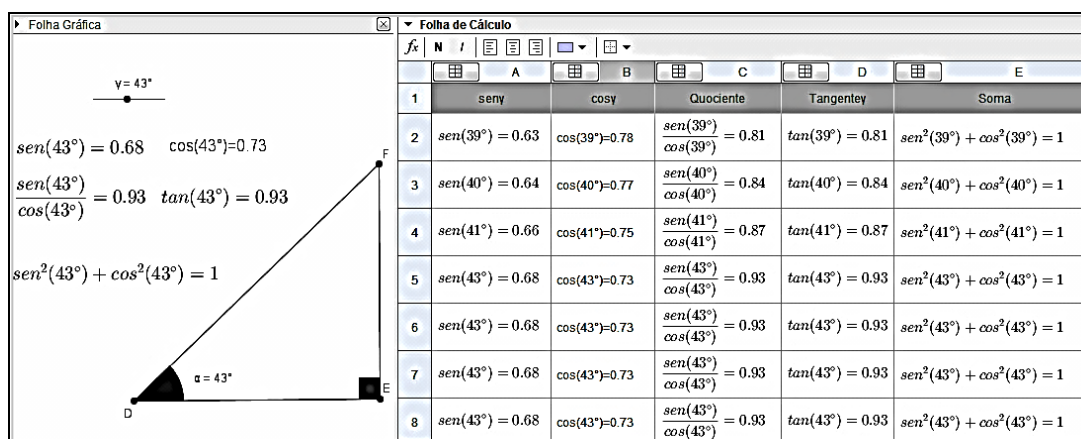 Folha Gráfica
γ = 43°
sen(43°) = 0.68 cos(43°)=0.73
sen(43°)/cos(43°) = 0.93 tan(43°) = 0.93
sen²(43°) + cos²(43°) = 1
F
α = 43°
D
E
Folha de Cálculo
fx N I
A B C D E
1 senγ cosγ Quociente Tangenteγ Soma
2 sen(39°) = 0.63 cos(39°)=0.78 sen(39°)/cos(39°) = 0.81 tan(39°) = 0.81 sen²(39°) + cos²(39°) = 1
3 sen(40°) = 0.64 cos(40°)=0.77 sen(40°)/cos(40°) = 0.84 tan(40°) = 0.84 sen²(40°) + cos²(40°) = 1
4 sen(41°) = 0.66 cos(41°)=0.75 sen(41°)/cos(41°) = 0.87 tan(41°) = 0.87 sen²(41°) + cos²(41°) = 1
5 sen(43°) = 0.68 cos(43°)=0.73 sen(43°)/cos(43°) = 0.93 tan(43°) = 0.93 sen²(43°) + cos²(43°) = 1
6 sen(43°) = 0.68 cos(43°)=0.73 sen(43°)/cos(43°) = 0.93 tan(43°) = 0.93 sen²(43°) + cos²(43°) = 1
7 sen(43°) = 0.68 cos(43°)=0.73 sen(43°)/cos(43°) = 0.93 tan(43°) = 0.93 sen²(43°) + cos²(43°) = 1
8 sen(43°) = 0.68 cos(43°)=0.73 sen(43°)/cos(43°) = 0.93 tan(43°) = 0.93 sen²(43°) + cos²(43°) = 1